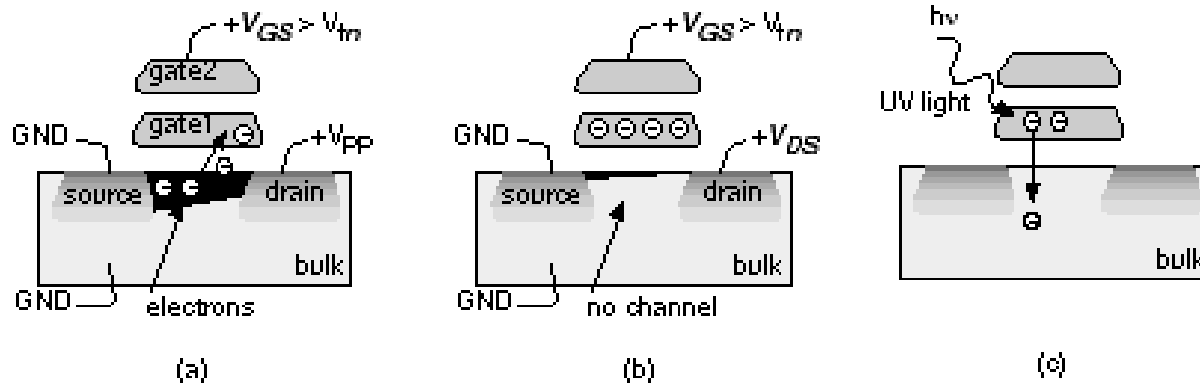 +VGS > Vtn
gate2
gate1
GND
+VPP
source
drain
bulk
GND
electrons
(a)
+VGS > Vtn
GND
+VDS
source
drain
bulk
GND
no channel
(b)
hν
UV light
bulk
(c)